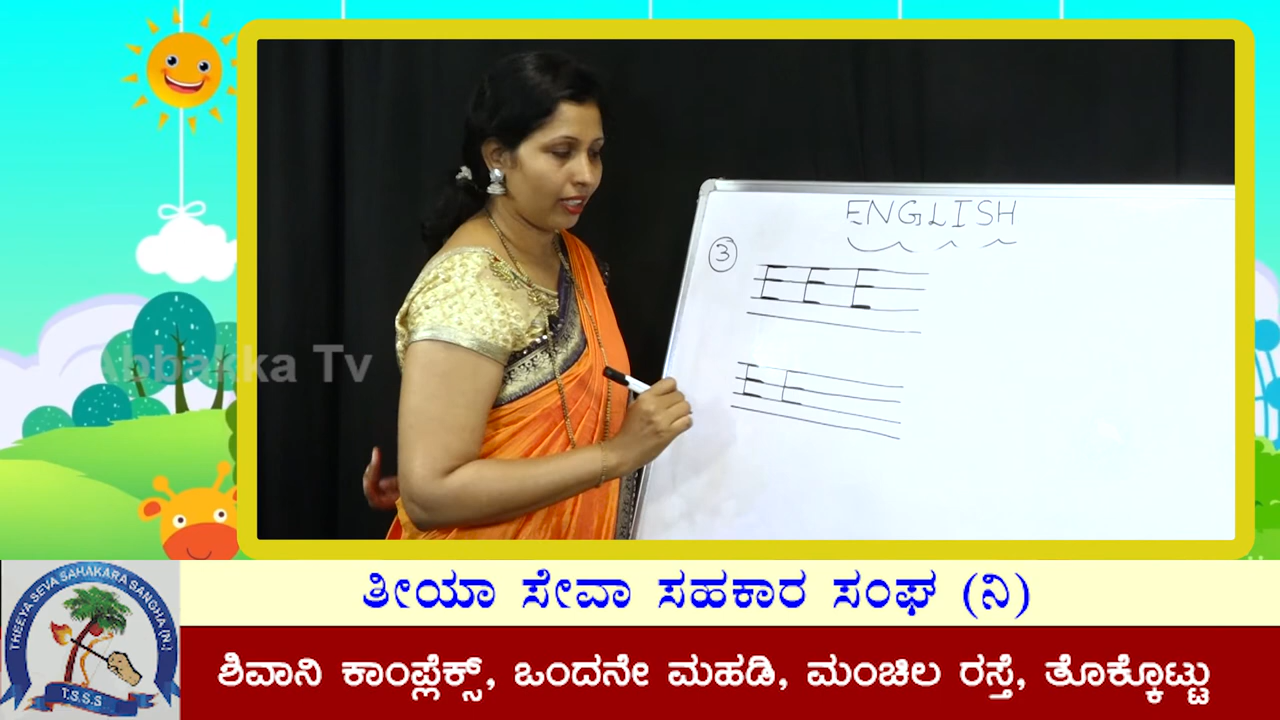 ENGLISH
3
E E E
E
Abbakka Tv
THEEYA SEVA SAHAKARA SANGHA (N.)
T.S.S.S
ತೀಯಾ ಸೇವಾ ಸಹಕಾರ ಸಂಘ (ನಿ)
ಶಿವಾನಿ ಕಾಂಪ್ಲೆಕ್ಸ್, ಒಂದನೇ ಮಹಡಿ, ಮಂಚಿಲ ರಸ್ತೆ, ತೊಕ್ಕೊಟ್ಟು